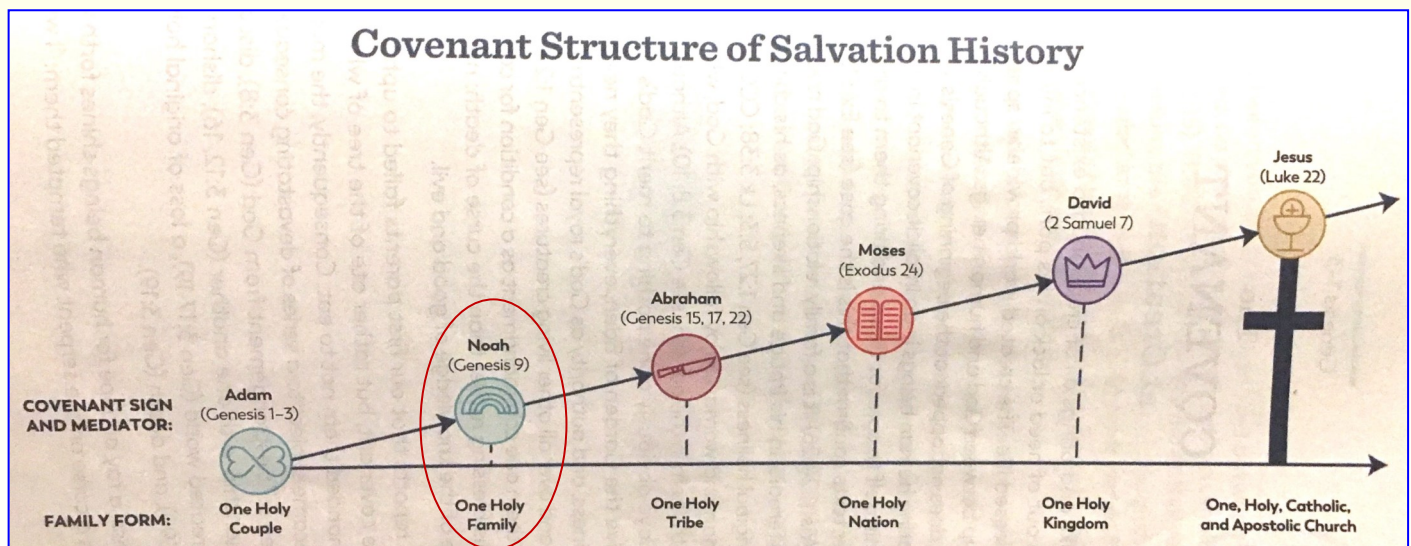 Covenant Structure of Salvation History
Jesus
(Luke 22)
David
(2 Samuel 7)
Moses
(Exodus 24)
Abraham
(Genesis 15, 17, 22)
Noah
(Genesis 9)
Adam
(Genesis 1–3)
COVENANT SIGN
AND MEDIATOR:
FAMILY FORM:
One Holy
Couple
One Holy
Family
One Holy
Tribe
One Holy
Nation
One Holy
Kingdom
One, Holy, Catholic,
and Apostolic Church